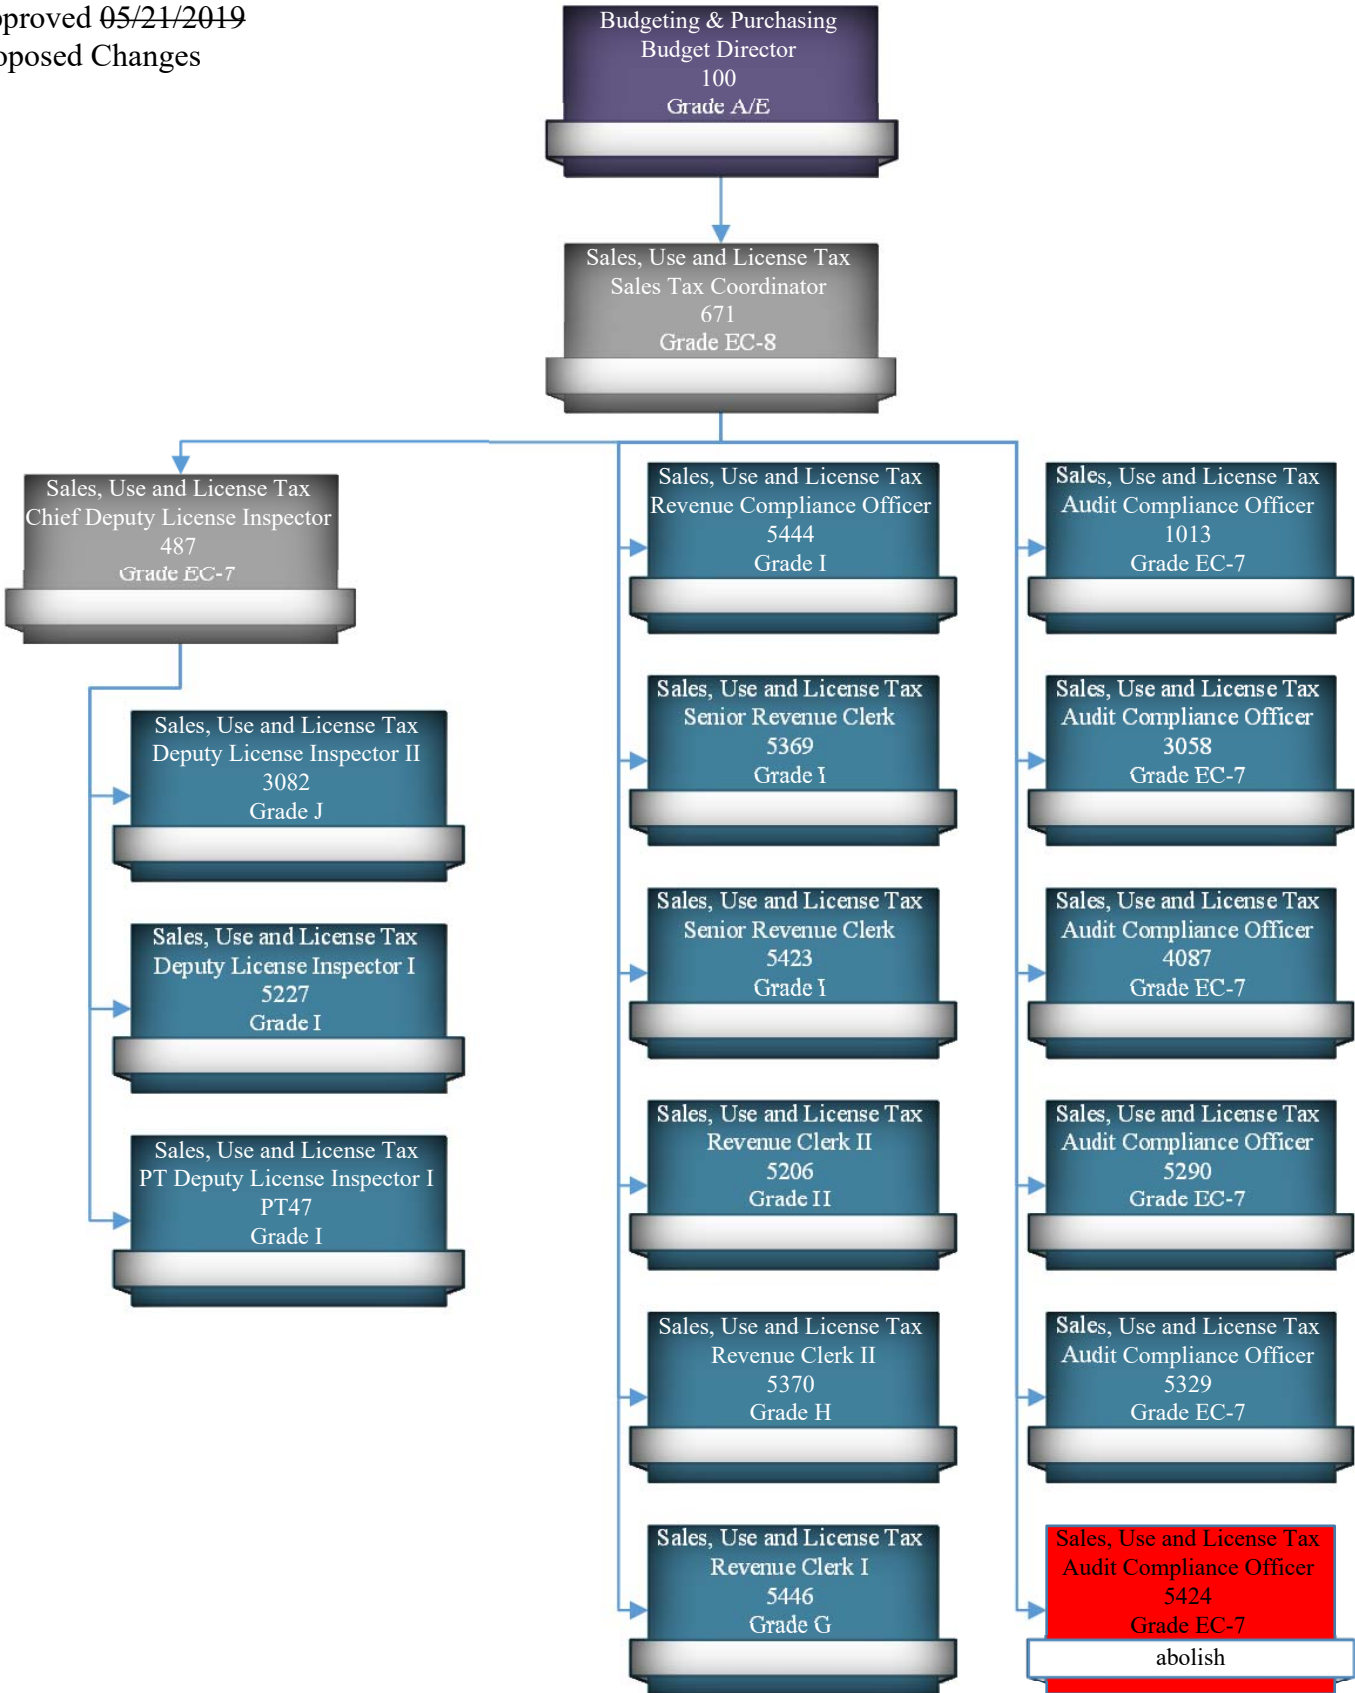 pproved 05/21/2019
oposed Changes
Budgeting & Purchasing
Budget Director
100
Grade A/E
Sales, Use and License Tax
Sales Tax Coordinator
671
Grade EC-8
Sales, Use and License Tax
Chief Deputy License Inspector
487
Grade EC-7
Sales, Use and License Tax
Deputy License Inspector II
3082
Grade J
Sales, Use and License Tax
Deputy License Inspector I
5227
Grade I
Sales, Use and License Tax
PT Deputy License Inspector I
PT47
Grade I
Sales, Use and License Tax
Revenue Compliance Officer
5444
Grade I
Sales, Use and License Tax
Senior Revenue Clerk
5369
Grade I
Sales, Use and License Tax
Senior Revenue Clerk
5423
Grade I
Sales, Use and License Tax
Revenue Clerk II
5206
Grade H
Sales, Use and License Tax
Revenue Clerk II
5370
Grade H
Sales, Use and License Tax
Revenue Clerk I
5446
Grade G
Sales, Use and License Tax
Audit Compliance Officer
1013
Grade EC-7
Sales, Use and License Tax
Audit Compliance Officer
3058
Grade EC-7
Sales, Use and License Tax
Audit Compliance Officer
4087
Grade EC-7
Sales, Use and License Tax
Audit Compliance Officer
5290
Grade EC-7
Sales, Use and License Tax
Audit Compliance Officer
5329
Grade EC-7
Sales, Use and License Tax
Audit Compliance Officer
5424
Grade EC-7
abolish